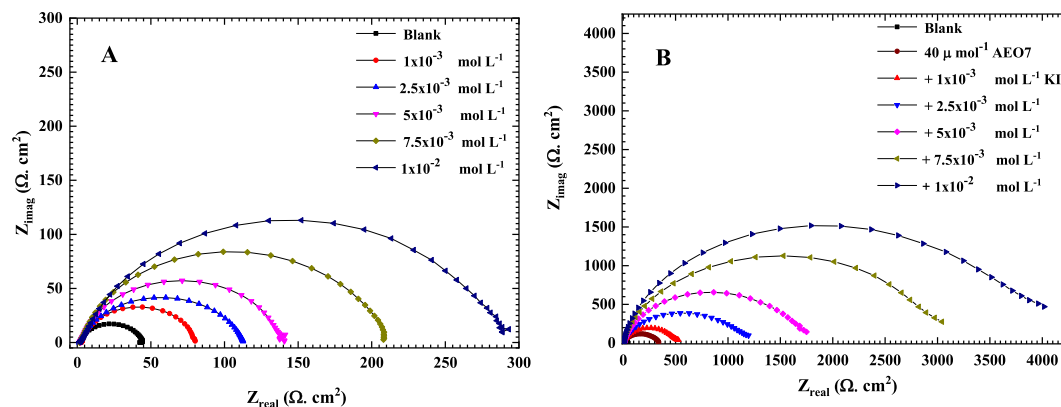 A
Blank
1x10⁻³ mol L⁻¹
2.5x10⁻³ mol L⁻¹
5x10⁻³ mol L⁻¹
7.5x10⁻³ mol L⁻¹
1x10⁻² mol L⁻¹
300
250
200
150
100
50
0
Z_imag (Ω. cm²)
0 50 100 150 200 250 300
Z_real (Ω. cm²)
B
Blank
40 μ mol⁻¹ AEO7
+ 1x10⁻³ mol L⁻¹ KI
+ 2.5x10⁻³ mol L⁻¹
+ 5x10⁻³ mol L⁻¹
+ 7.5x10⁻³ mol L⁻¹
+ 1x10⁻² mol L⁻¹
4000
3500
3000
2500
2000
1500
1000
500
0
Z_imag (Ω. cm²)
0 500 1000 1500 2000 2500 3000 3500 4000
Z_real (Ω. cm²)